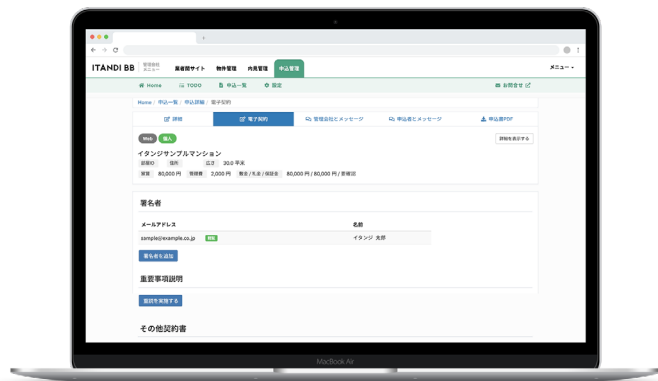 ITANDI BB 管理会社メニュー 業者間サイト 物件管理 内見管理 申込管理 メニュー
Home TODO 申込一覧 設定 お問合せ
Home / 申込一覧 / 申込詳細 / 電子契約
詳細 電子契約 管理会社とメッセージ 申込者とメッセージ 申込書PDF
Web 個人 詳細を表示する
イタンジサンプルマンション
部屋ID 住所 広さ 30.0 平米
賃料 80,000 円 管理費 2,000 円 敷金 / 礼金 / 保証金 80,000 円 / 80,000 円 /
署名者
メールアドレス 名前
sample@example.co.jp イタンジ 太郎
署名者を追加
重要事項説明
重説を実施する
その他契約書
MacBook Air